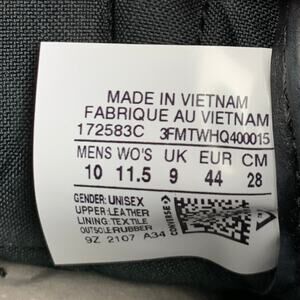 MADE IN VIETNAM
FABRIQUE AU VIETNAM
172583C 3FMTWHQ400015
MENS WO'S UK EUR CM
10 11.5 9 44 28
GENDER: UNISEX
UPPER: LEATHER
LINING: TEXTILE
OUTSOLE: RUBBER
9Z 2107 A34
CONVERSE